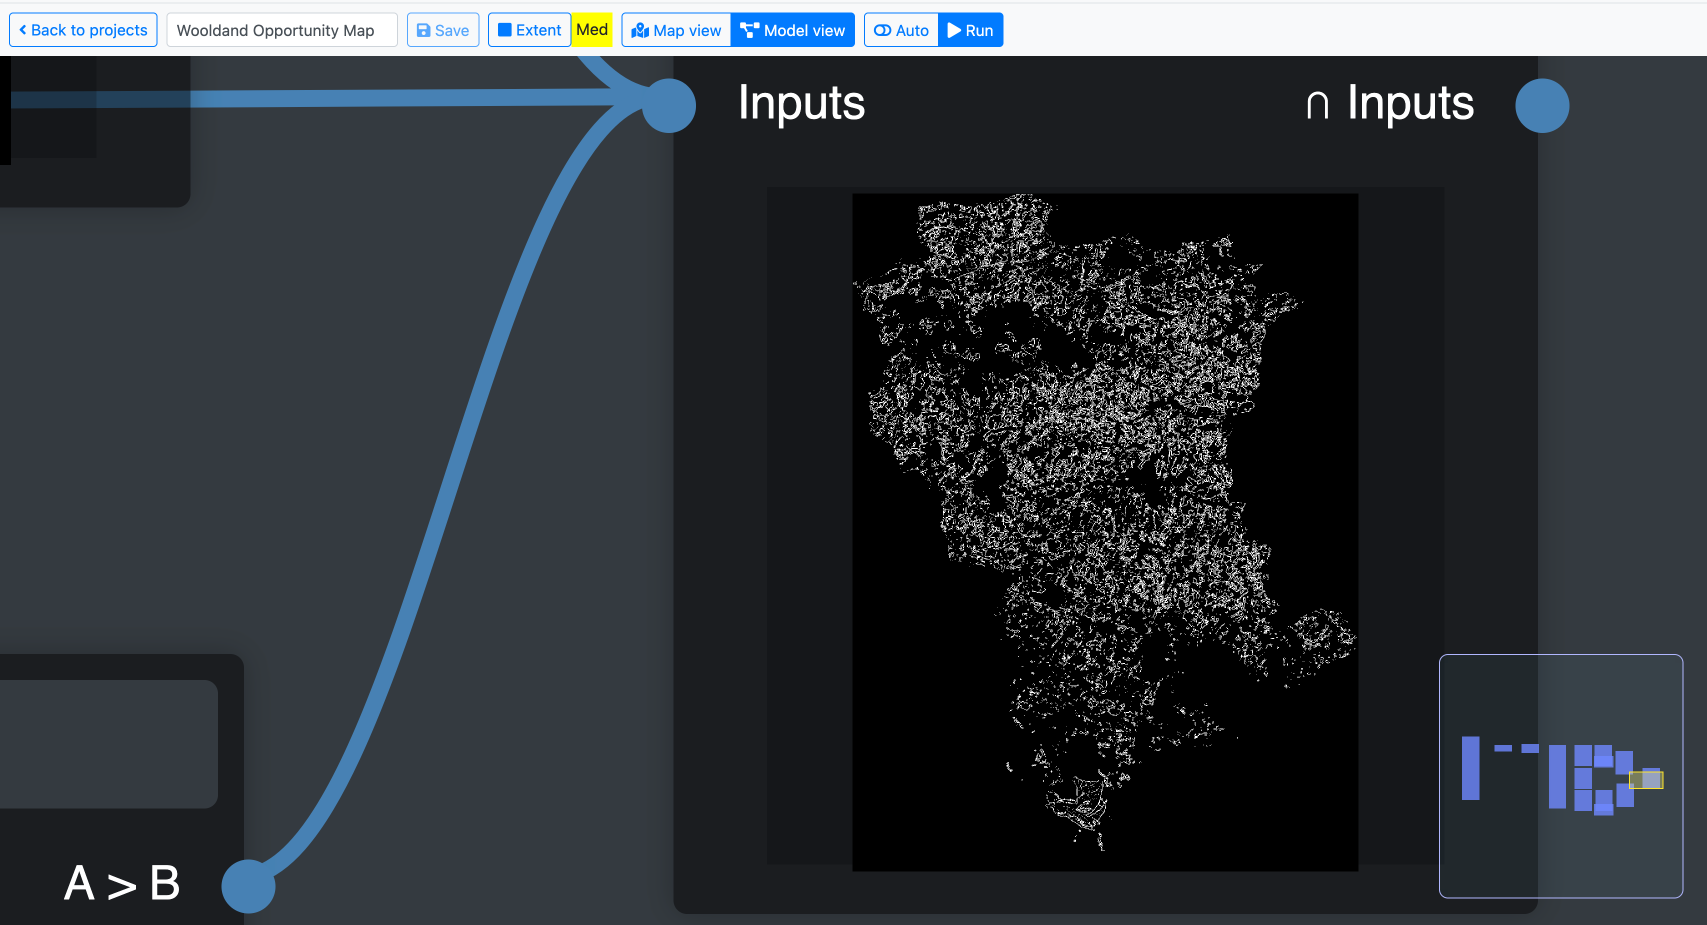 Back to projects Wooldand Opportunity Map Save Extent Med Map view Model view Auto Run
Inputs ∩ Inputs
A > B